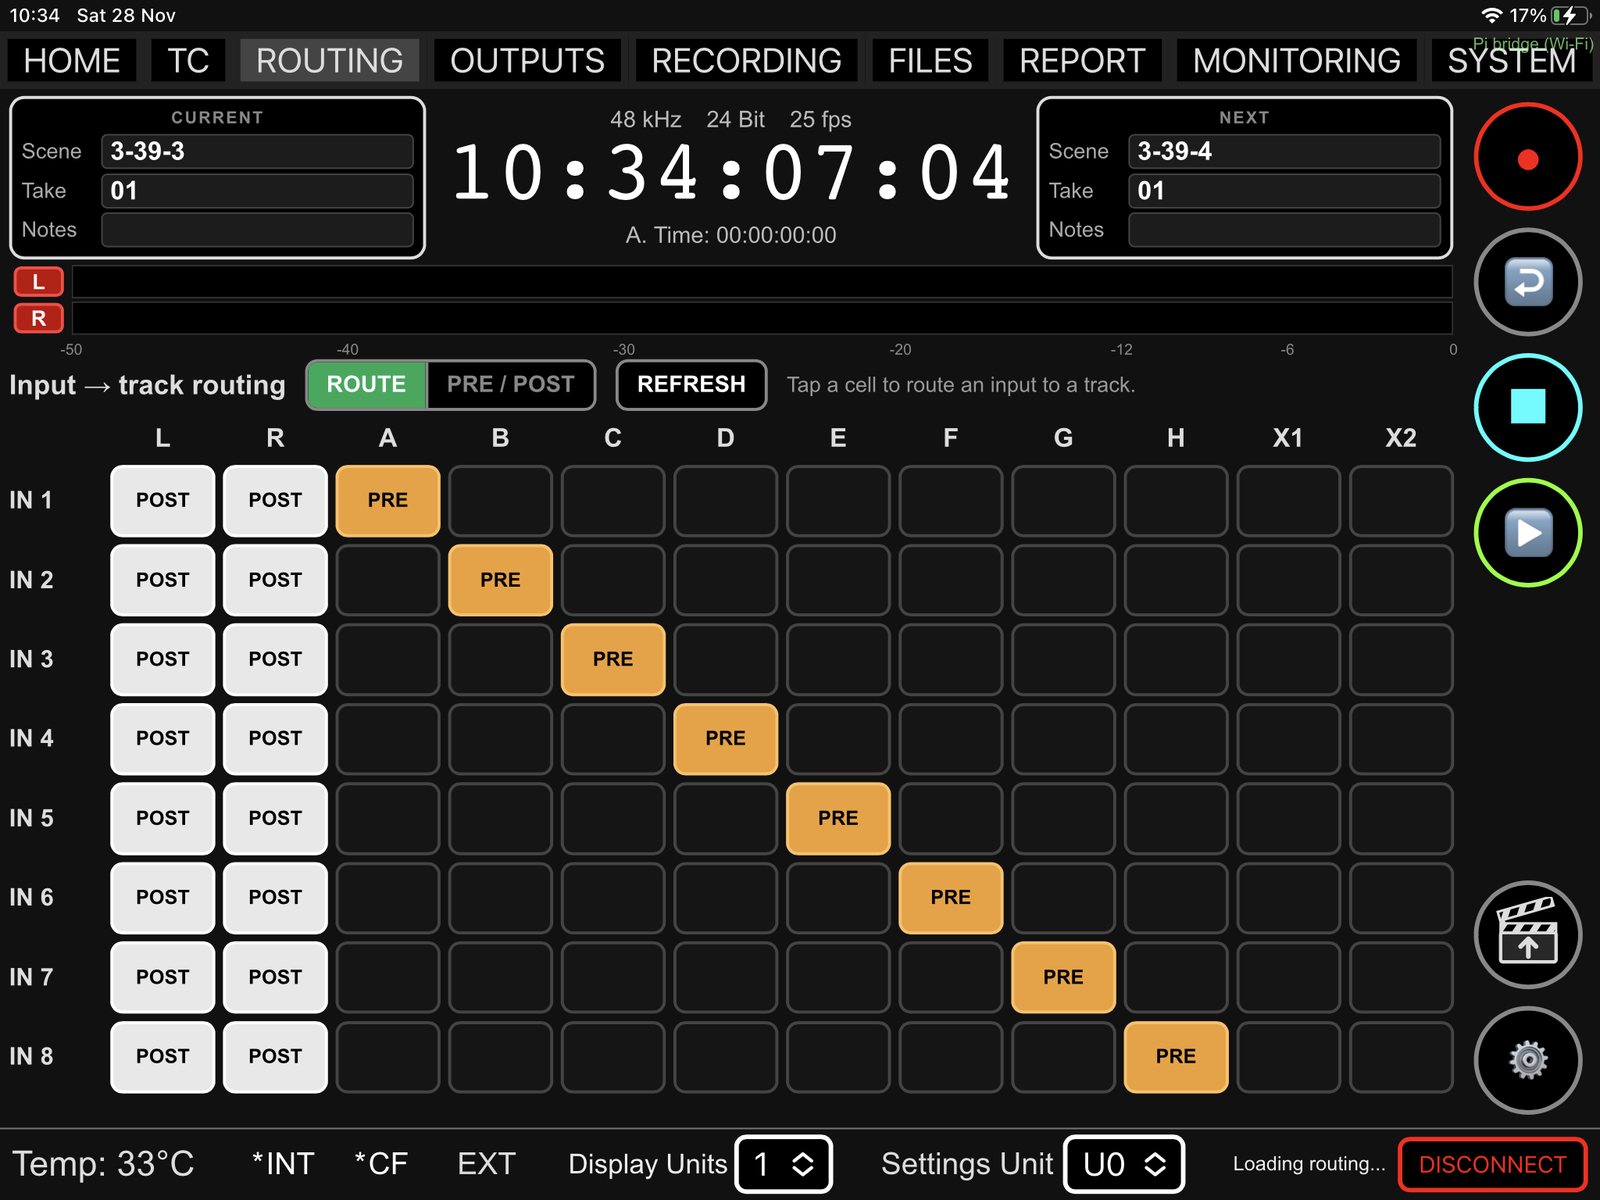 10:34 Sat 28 Nov 17%
Pi bridge (Wi-Fi)
HOME TC ROUTING OUTPUTS RECORDING FILES REPORT MONITORING SYSTEM
CURRENT
Scene 3-39-3
Take 01
Notes
48 kHz 24 Bit 25 fps
10:34:07:04
A. Time: 00:00:00:00
NEXT
Scene 3-39-4
Take 01
Notes
L
R
-50 -40 -30 -20 -12 -6 0
Input → track routing ROUTE PRE / POST REFRESH Tap a cell to route an input to a track.
L R A B C D E F G H X1 X2
IN 1 POST POST PRE
IN 2 POST POST PRE
IN 3 POST POST PRE
IN 4 POST POST PRE
IN 5 POST POST PRE
IN 6 POST POST PRE
IN 7 POST POST PRE
IN 8 POST POST PRE
Temp: 33°C *INT *CF EXT Display Units 1 Settings Unit U0 Loading routing... DISCONNECT